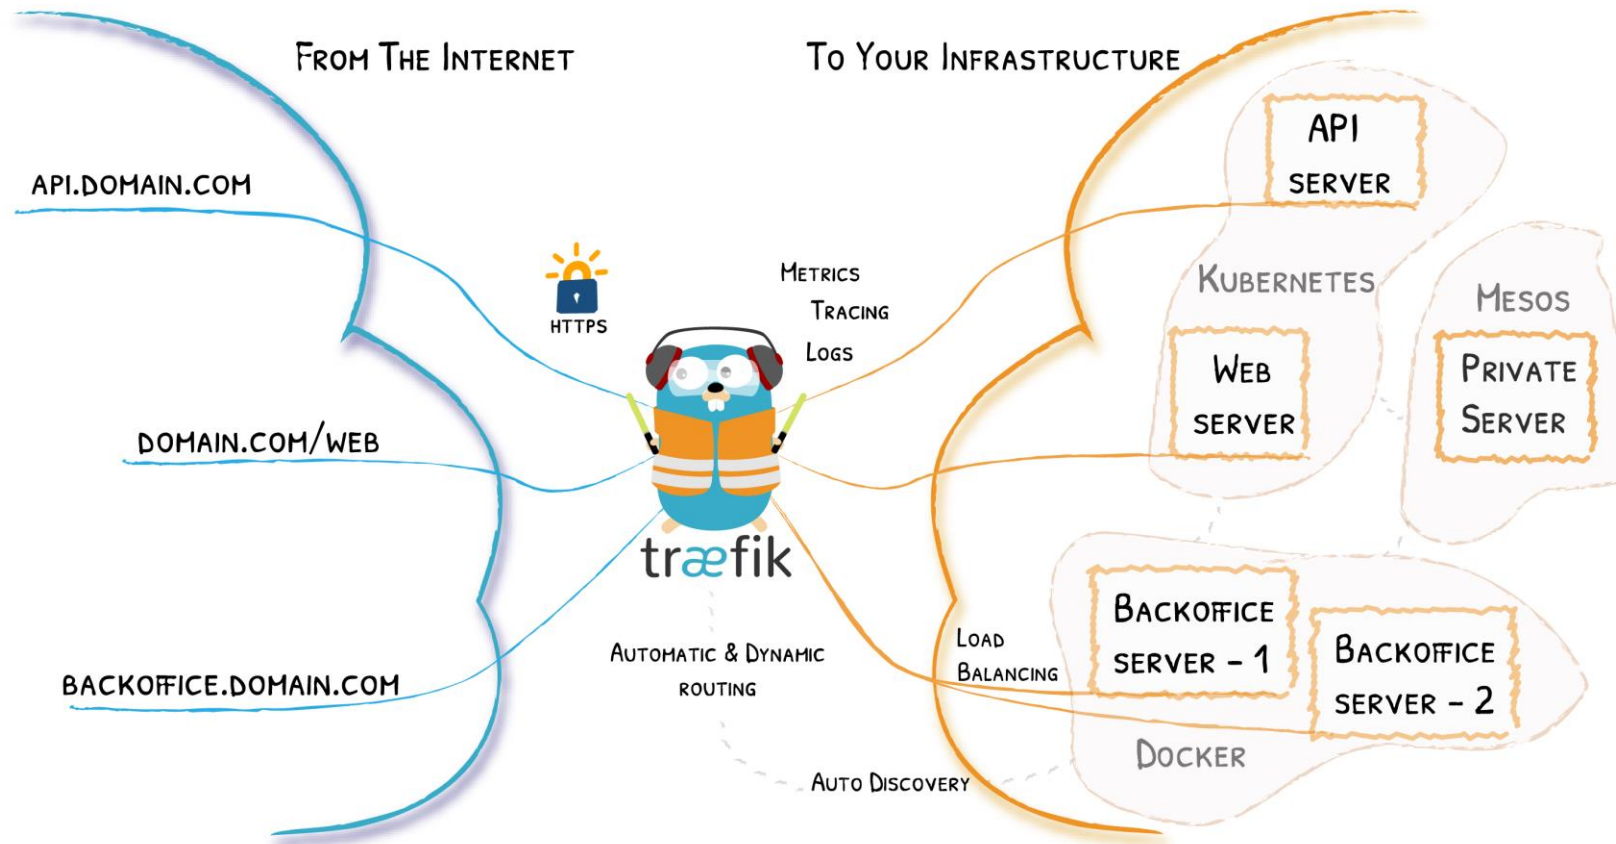 From The Internet
To Your Infrastructure
API
server
api.domain.com
Kubernetes
Metrics
Tracing
Logs
HTTPS
Mesos
Web
server
Private
Server
domain.com/web
træfik
Backoffice
server - 1
Backoffice
server - 2
Load
Balancing
Automatic & Dynamic
routing
backoffice.domain.com
Docker
Auto Discovery